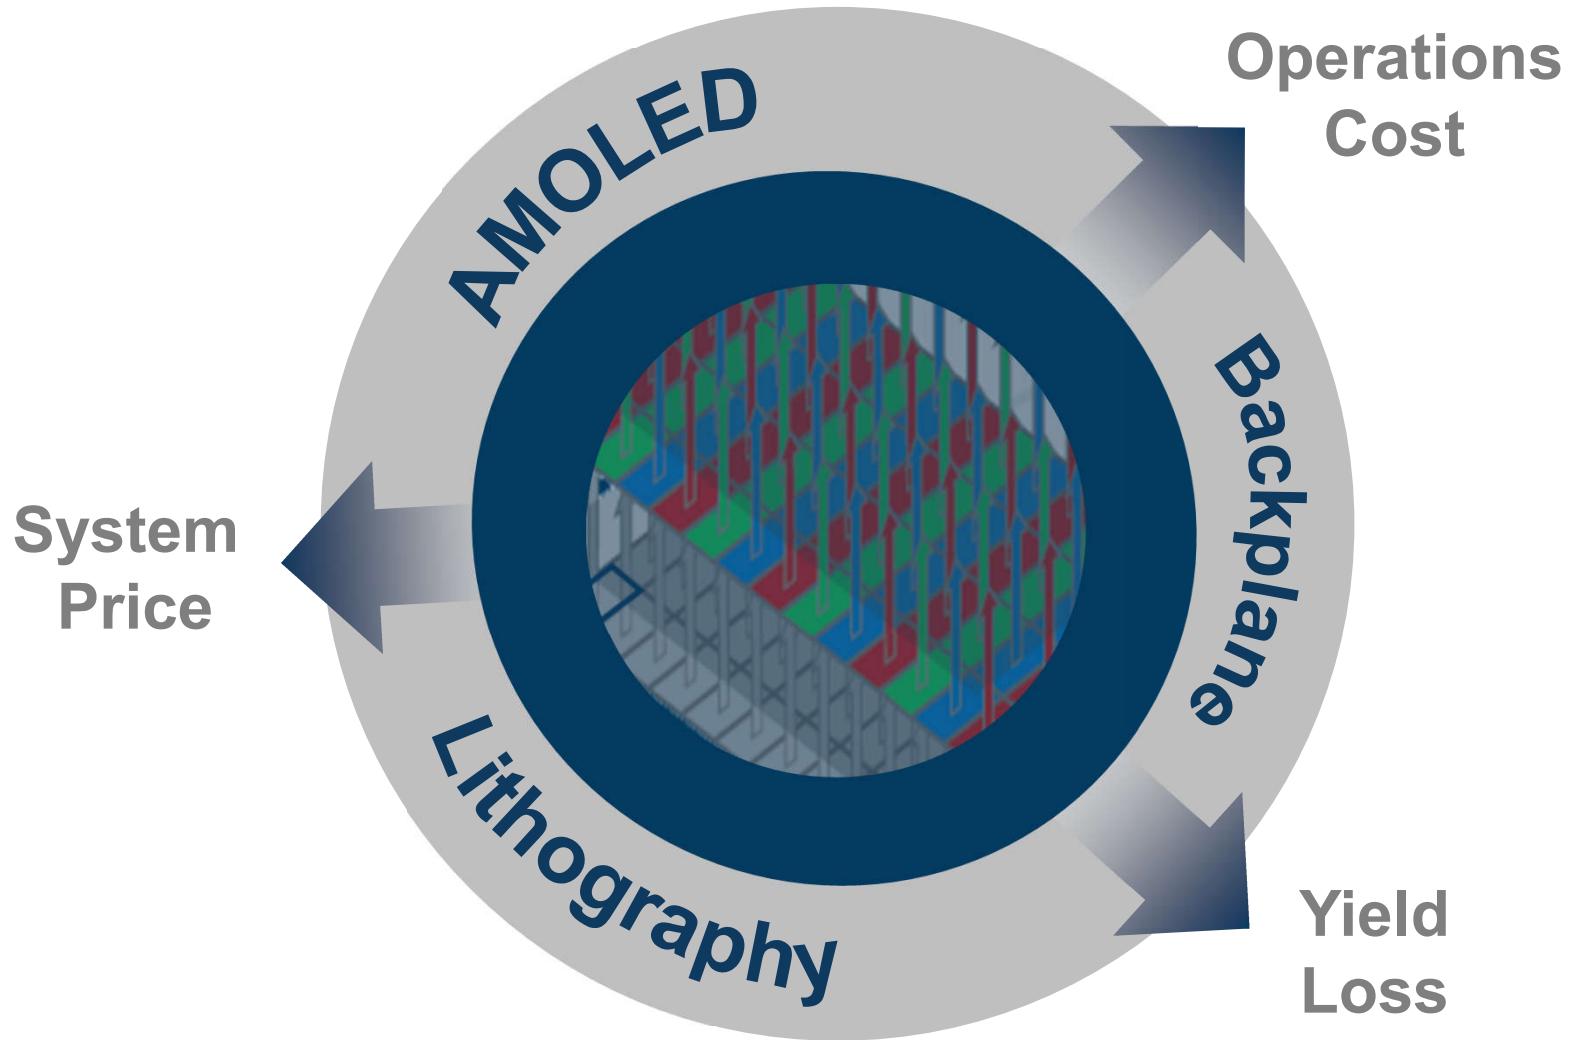 AMOLED
Operations
Cost
Backplane
System
Price
Lithography
Yield
Loss